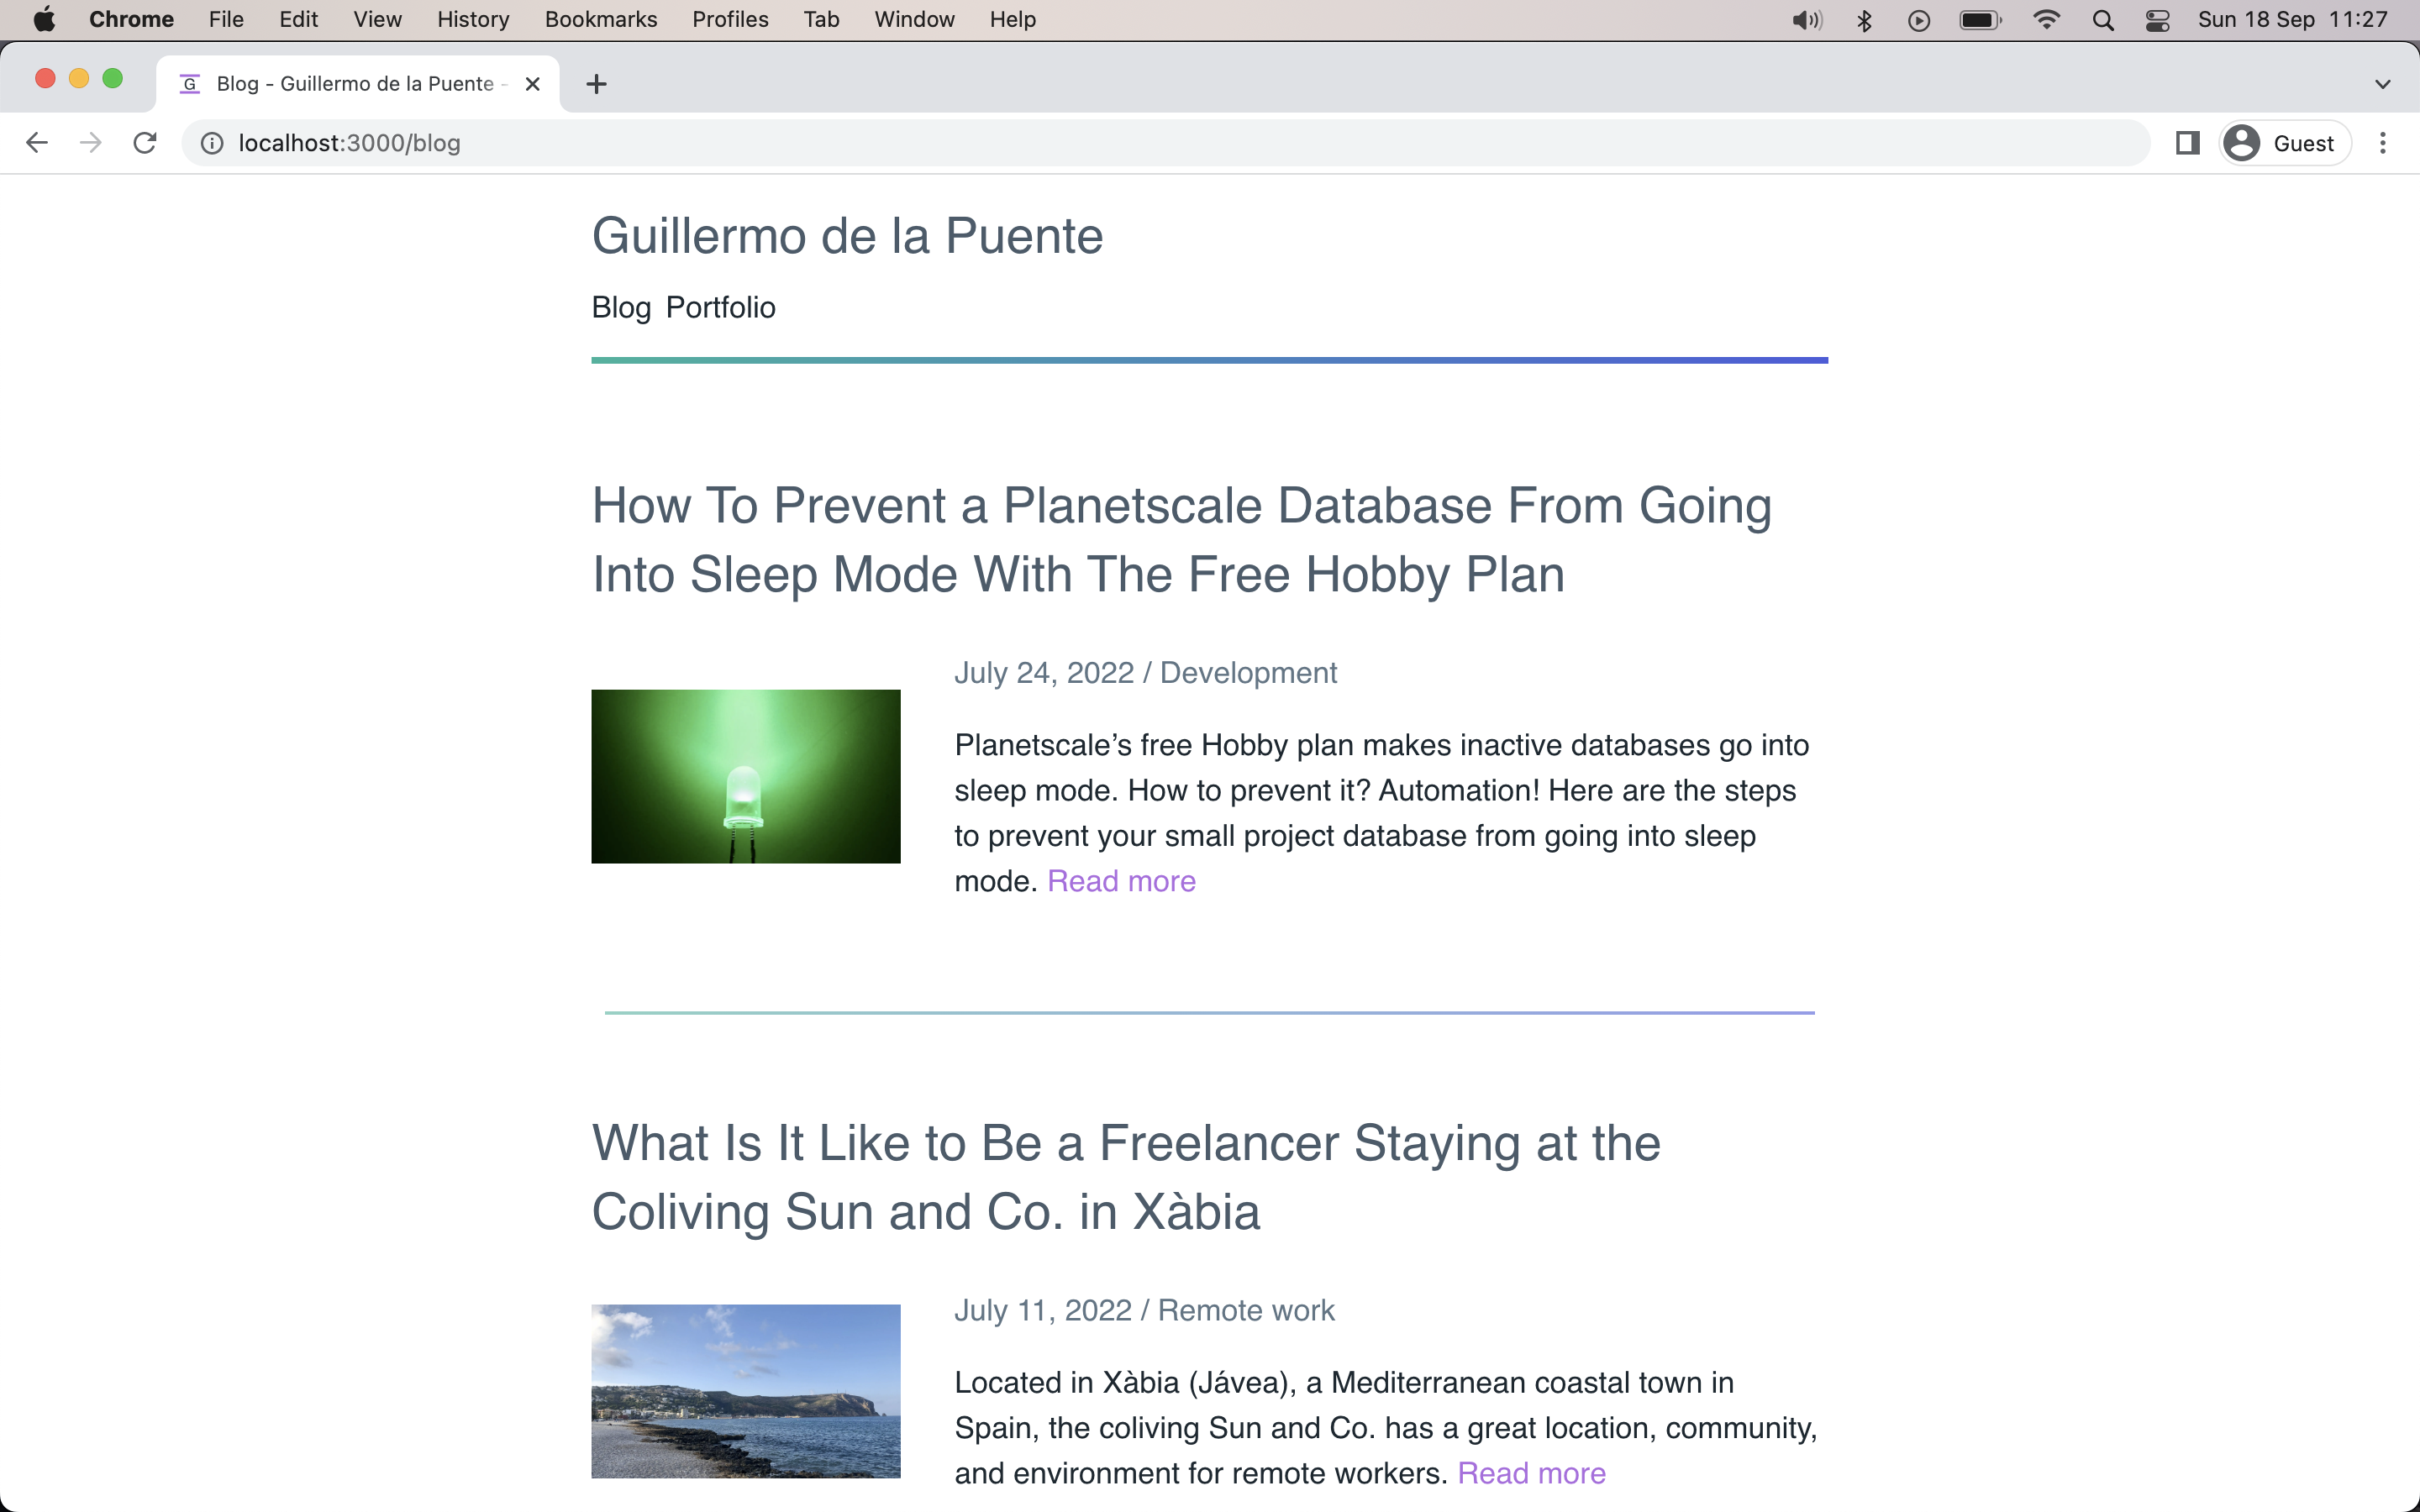 Chrome File Edit View History Bookmarks Profiles Tab Window Help Sun 18 Sep 11:27
G Blog - Guillermo de la Puente -
localhost:3000/blog Guest
Guillermo de la Puente
Blog Portfolio
How To Prevent a Planetscale Database From Going
Into Sleep Mode With The Free Hobby Plan
July 24, 2022 / Development
Planetscale’s free Hobby plan makes inactive databases go into
sleep mode. How to prevent it? Automation! Here are the steps
to prevent your small project database from going into sleep
mode. Read more
What Is It Like to Be a Freelancer Staying at the
Coliving Sun and Co. in Xàbia
July 11, 2022 / Remote work
Located in Xàbia (Jávea), a Mediterranean coastal town in
Spain, the coliving Sun and Co. has a great location, community,
and environment for remote workers. Read more